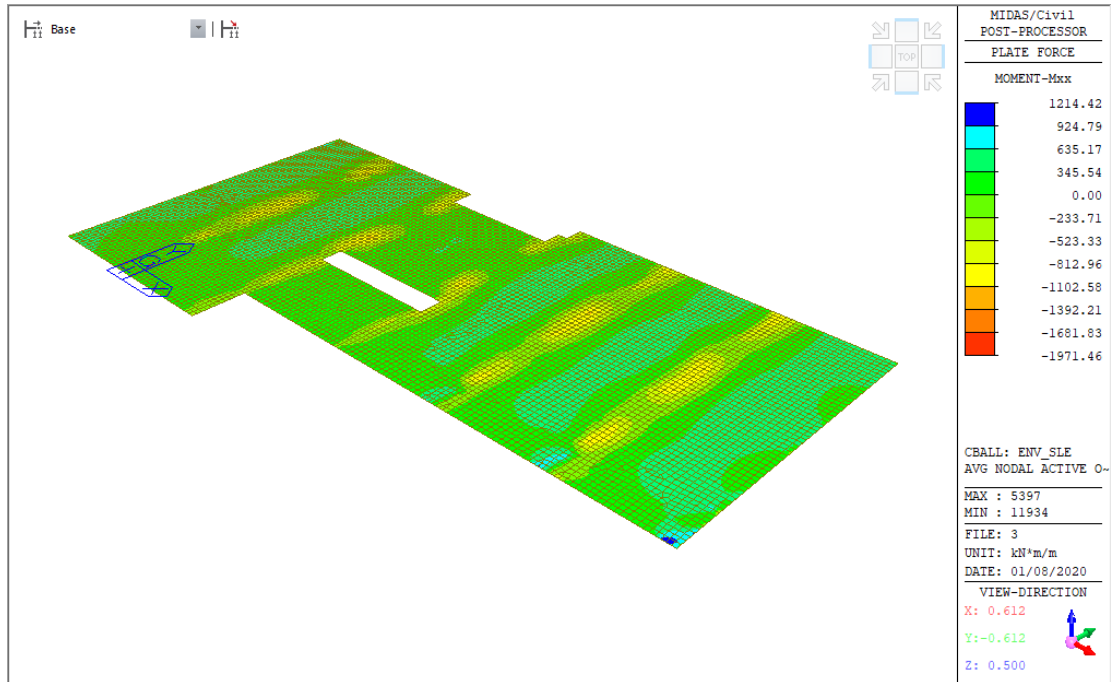 Base
TOP
MIDAS/Civil
POST-PROCESSOR
PLATE FORCE
MOMENT-Mxx
1214.42
924.79
635.17
345.54
0.00
-233.71
-523.33
-812.96
-1102.58
-1392.21
-1681.83
-1971.46
CBALL: ENV_SLE
AVG NODAL ACTIVE O~
MAX : 5397
MIN : 11934
FILE: 3
UNIT: kN*m/m
DATE: 01/08/2020
VIEW-DIRECTION
X: 0.612
Y:-0.612
Z: 0.500